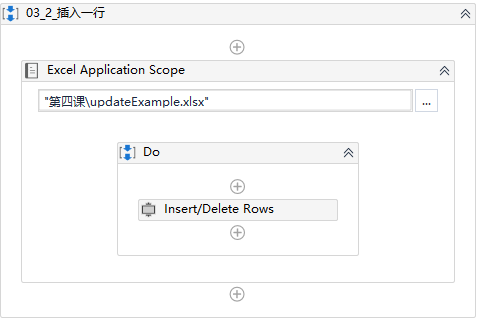 03_2_插入一行
Excel Application Scope
"第四课\updateExample.xlsx"
...
Do
Insert/Delete Rows